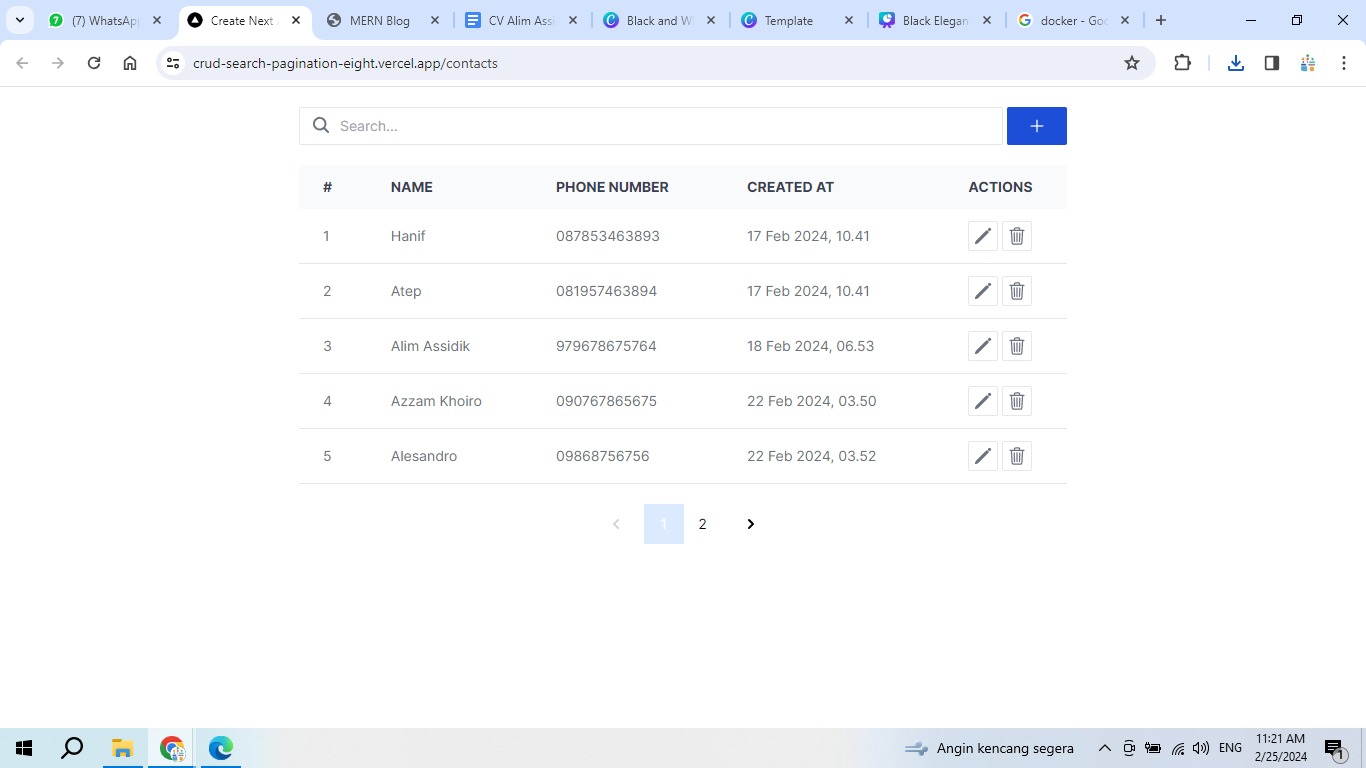 (7) WhatsApp Create Next A MERN Blog CV Alim Assi Black and W Template Black Elegan docker - Goo
crud-search-pagination-eight.vercel.app/contacts
Search...
# NAME PHONE NUMBER CREATED AT ACTIONS
1 Hanif 087853463893 17 Feb 2024, 10.41
2 Atep 081957463894 17 Feb 2024, 10.41
3 Alim Assidik 979678675764 18 Feb 2024, 06.53
4 Azzam Khoiro 090767865675 22 Feb 2024, 03.50
5 Alesandro 09868756756 22 Feb 2024, 03.52
1 2
Angin kencang segera ENG 11:21 AM
2/25/2024 1